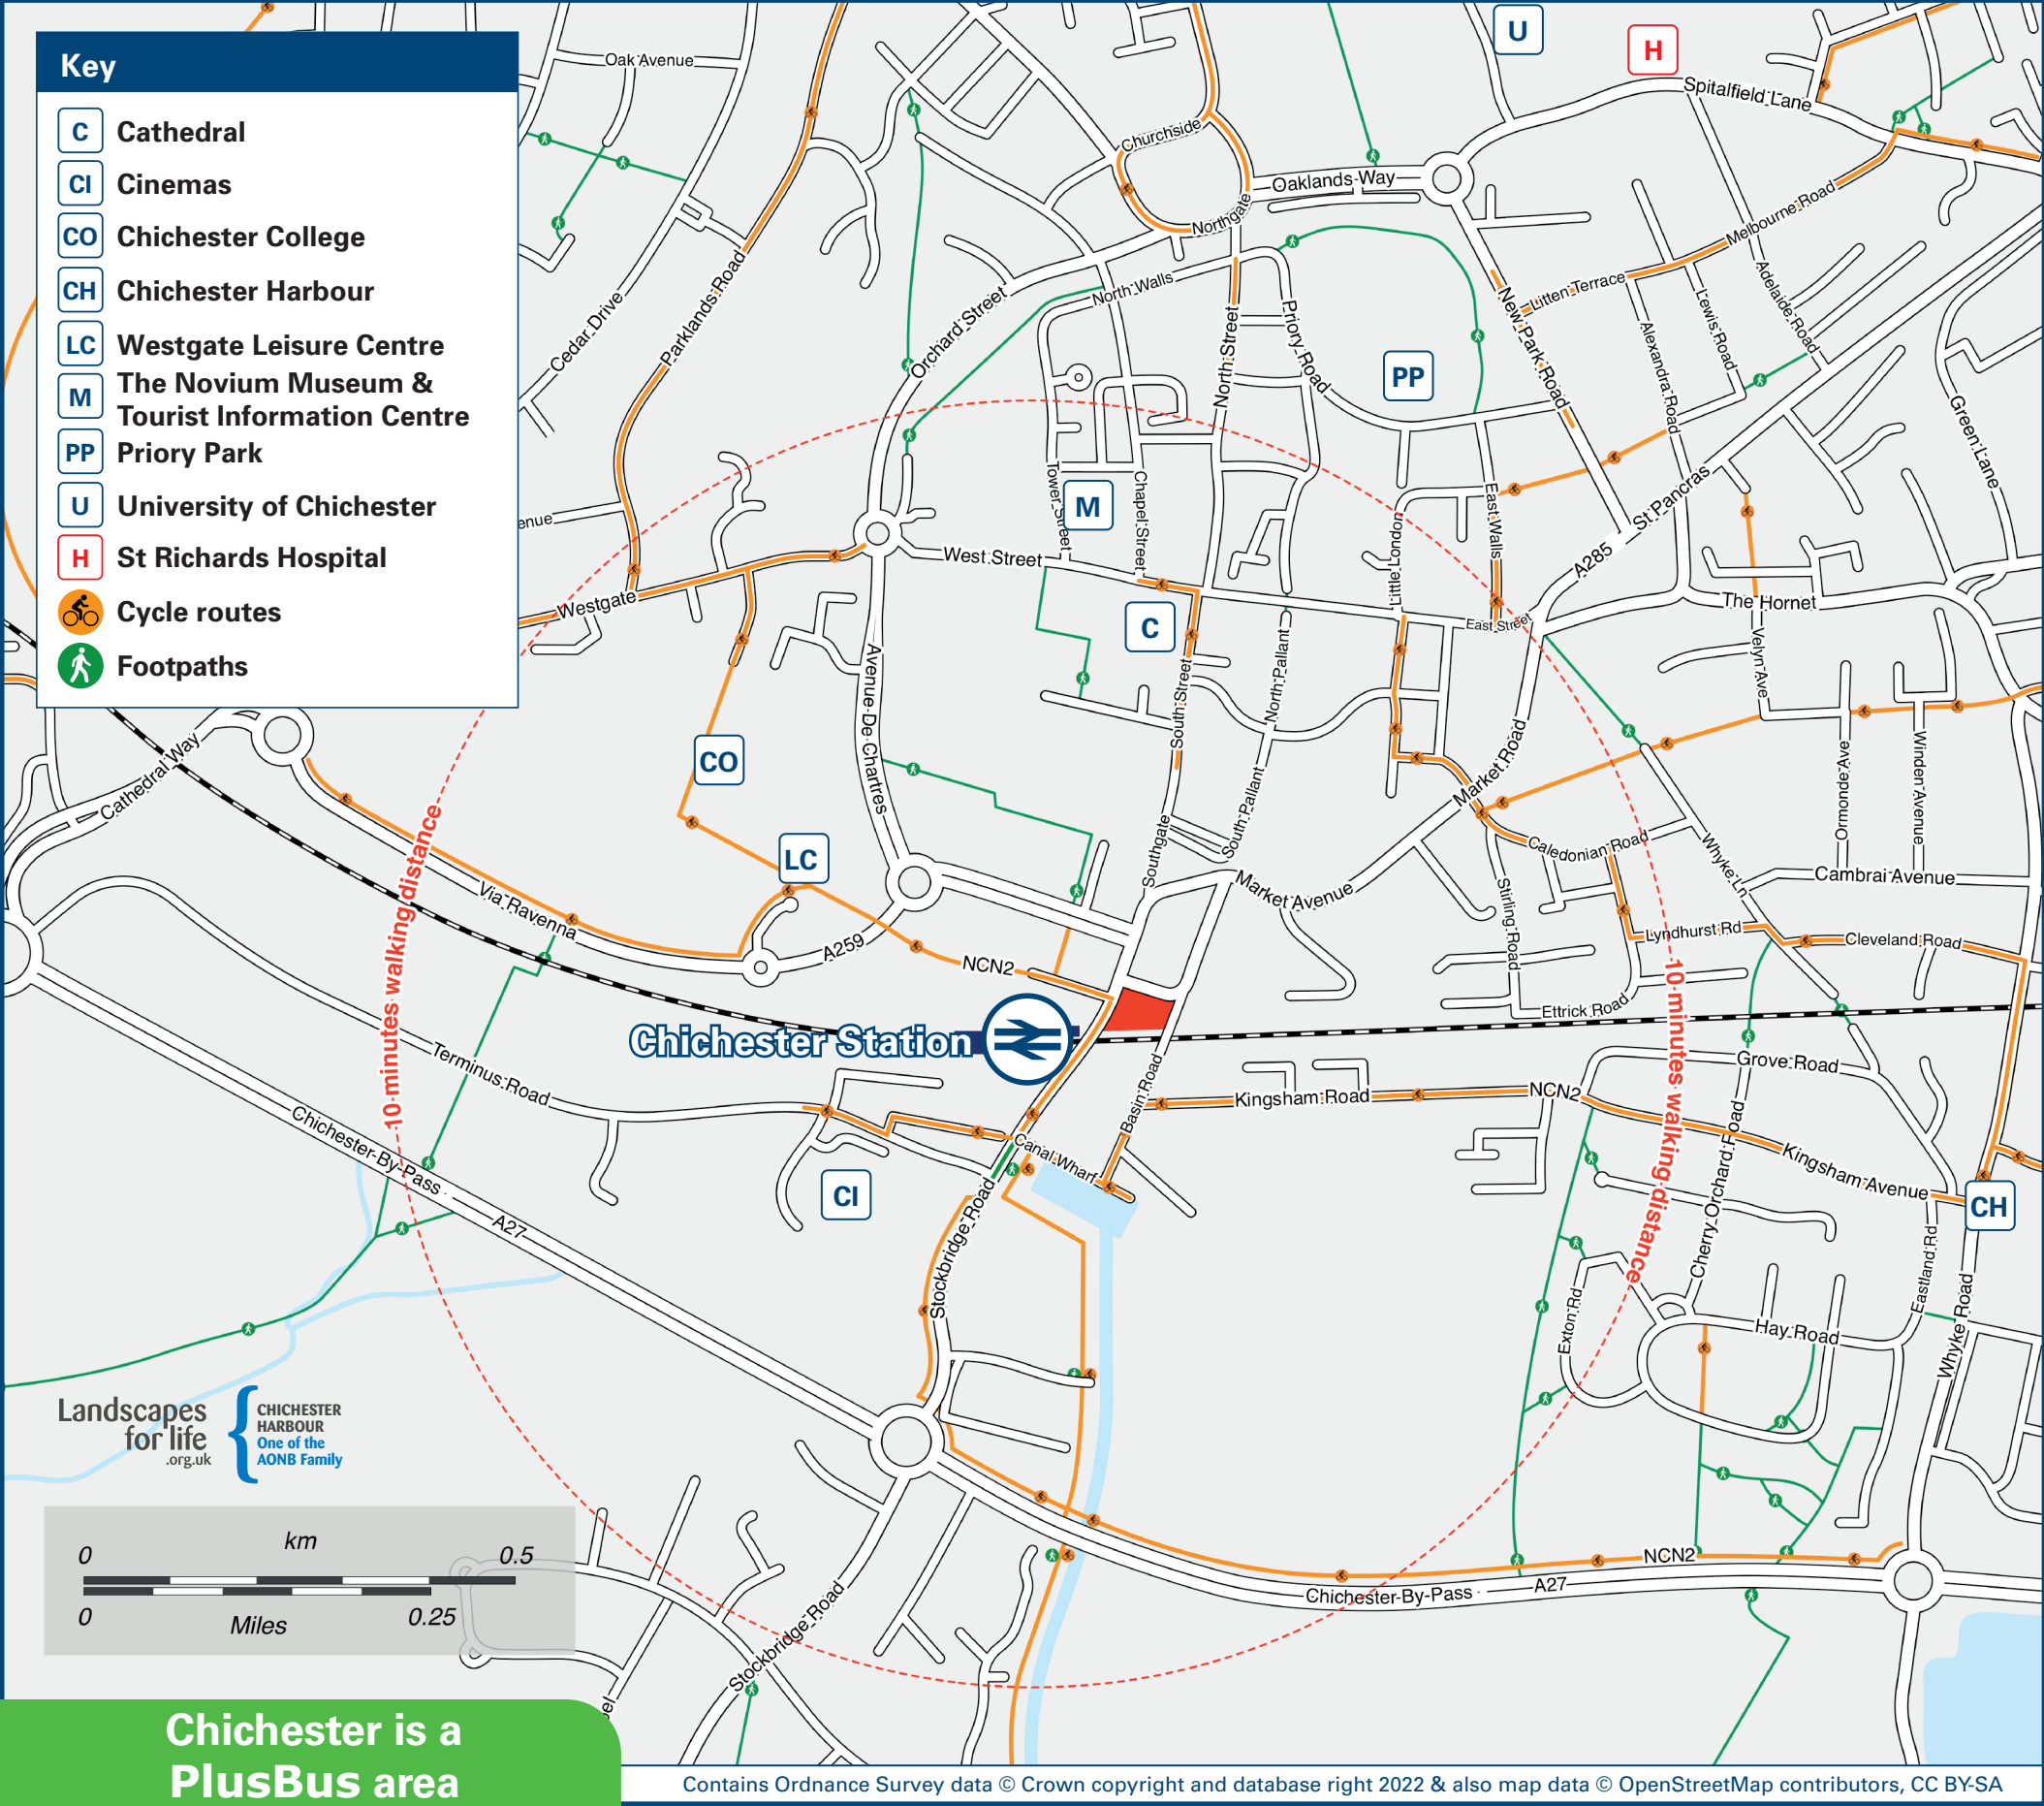 Key
C Cathedral
CI Cinemas
CO Chichester College
CH Chichester Harbour
LC Westgate Leisure Centre
M The Novium Museum &
Tourist Information Centre
PP Priory Park
U University of Chichester
H St Richards Hospital
Cycle routes
Footpaths
U
H
Oak Avenue
Spitalfield Lane
Churchside
Oaklands Way
Northgate
Melbourne Road
Litten Terrace
North Walls
Cedar Drive
Parklands Road
Orchard Street
North Street
Priory Road
New Park Road
Lewis Road
Adelaide Road
Alexandra Road
Green Lane
PP
M
Tower Street
Chapel Street
Little London
East Walls
St Pancras
A285
enue
West Street
Westgate
The Hornet
East Street
C
Velyn Ave
Avenue De Chartres
South Street
North Pallant
Market Road
CO
Cathedral Way
Ormonde Ave
Winden Avenue
South Pallant
Southgate
Caledonian Road
Whyke Ln
LC
Market Avenue
Cambrai Avenue
10 minutes walking distance
Via Ravenna
A259
NCN2
Stirling Road
Lyndhurst Rd
Cleveland Road
Ettrick Road
10 minutes walking distance
Chichester Station
Terminus Road
Basin Road
Kingsham Road
NCN2
Grove Road
Cherry Orchard Road
Kingsham Avenue
Canal Wharf
CI
CH
Chichester-By-Pass
A27
Stockbridge Road
Exton Rd
Hay Road
Eastland Rd
Whyke Road
Landscapes
for life
.org.uk
CHICHESTER
HARBOUR
One of the
AONB Family
km
0 0.5
0 0.25
Miles
NCN2
Chichester-By-Pass
A27
Stockbridge Road
el
Chichester is a
PlusBus area
Contains Ordnance Survey data © Crown copyright and database right 2022 & also map data © OpenStreetMap contributors, CC BY-SA